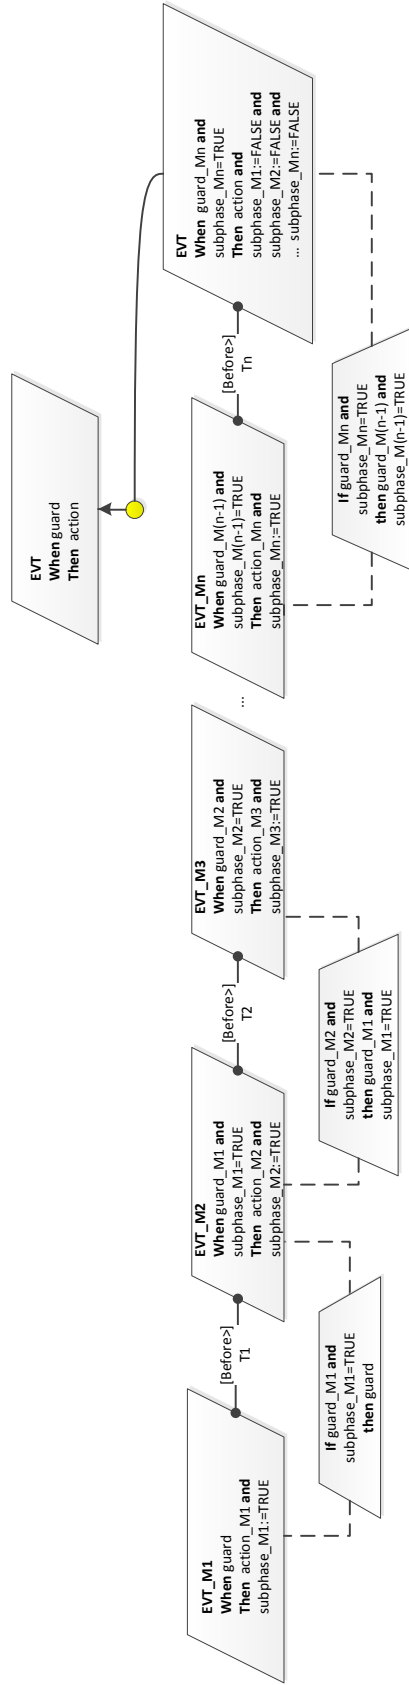 EVT
When guard
Then action
EVT_M1
When guard
Then action_M1 and
subphase_M1:=TRUE
[Before>]
T1
EVT_M2
When guard_M1 and
subphase_M1=TRUE
Then action_M2 and
subphase_M2:=TRUE
[Before>]
T2
EVT_M3
When guard_M2 and
subphase_M2=TRUE
Then action_M3 and
subphase_M3:=TRUE
...
EVT_Mn
When guard_M(n-1) and
subphase_M(n-1)=TRUE
Then action_Mn and
subphase_Mn:=TRUE
[Before>]
Tn
EVT
When guard_Mn and
subphase_Mn=TRUE
Then action and
subphase_M1:=FALSE and
subphase_M2:=FALSE and
... subphase_Mn:=FALSE
If guard_M1 and
subphase_M1=TRUE
then guard
If guard_M2 and
subphase_M2=TRUE
then guard_M1 and
subphase_M1=TRUE
If guard_Mn and
subphase_Mn=TRUE
then guard_M(n-1) and
subphase_M(n-1)=TRUE